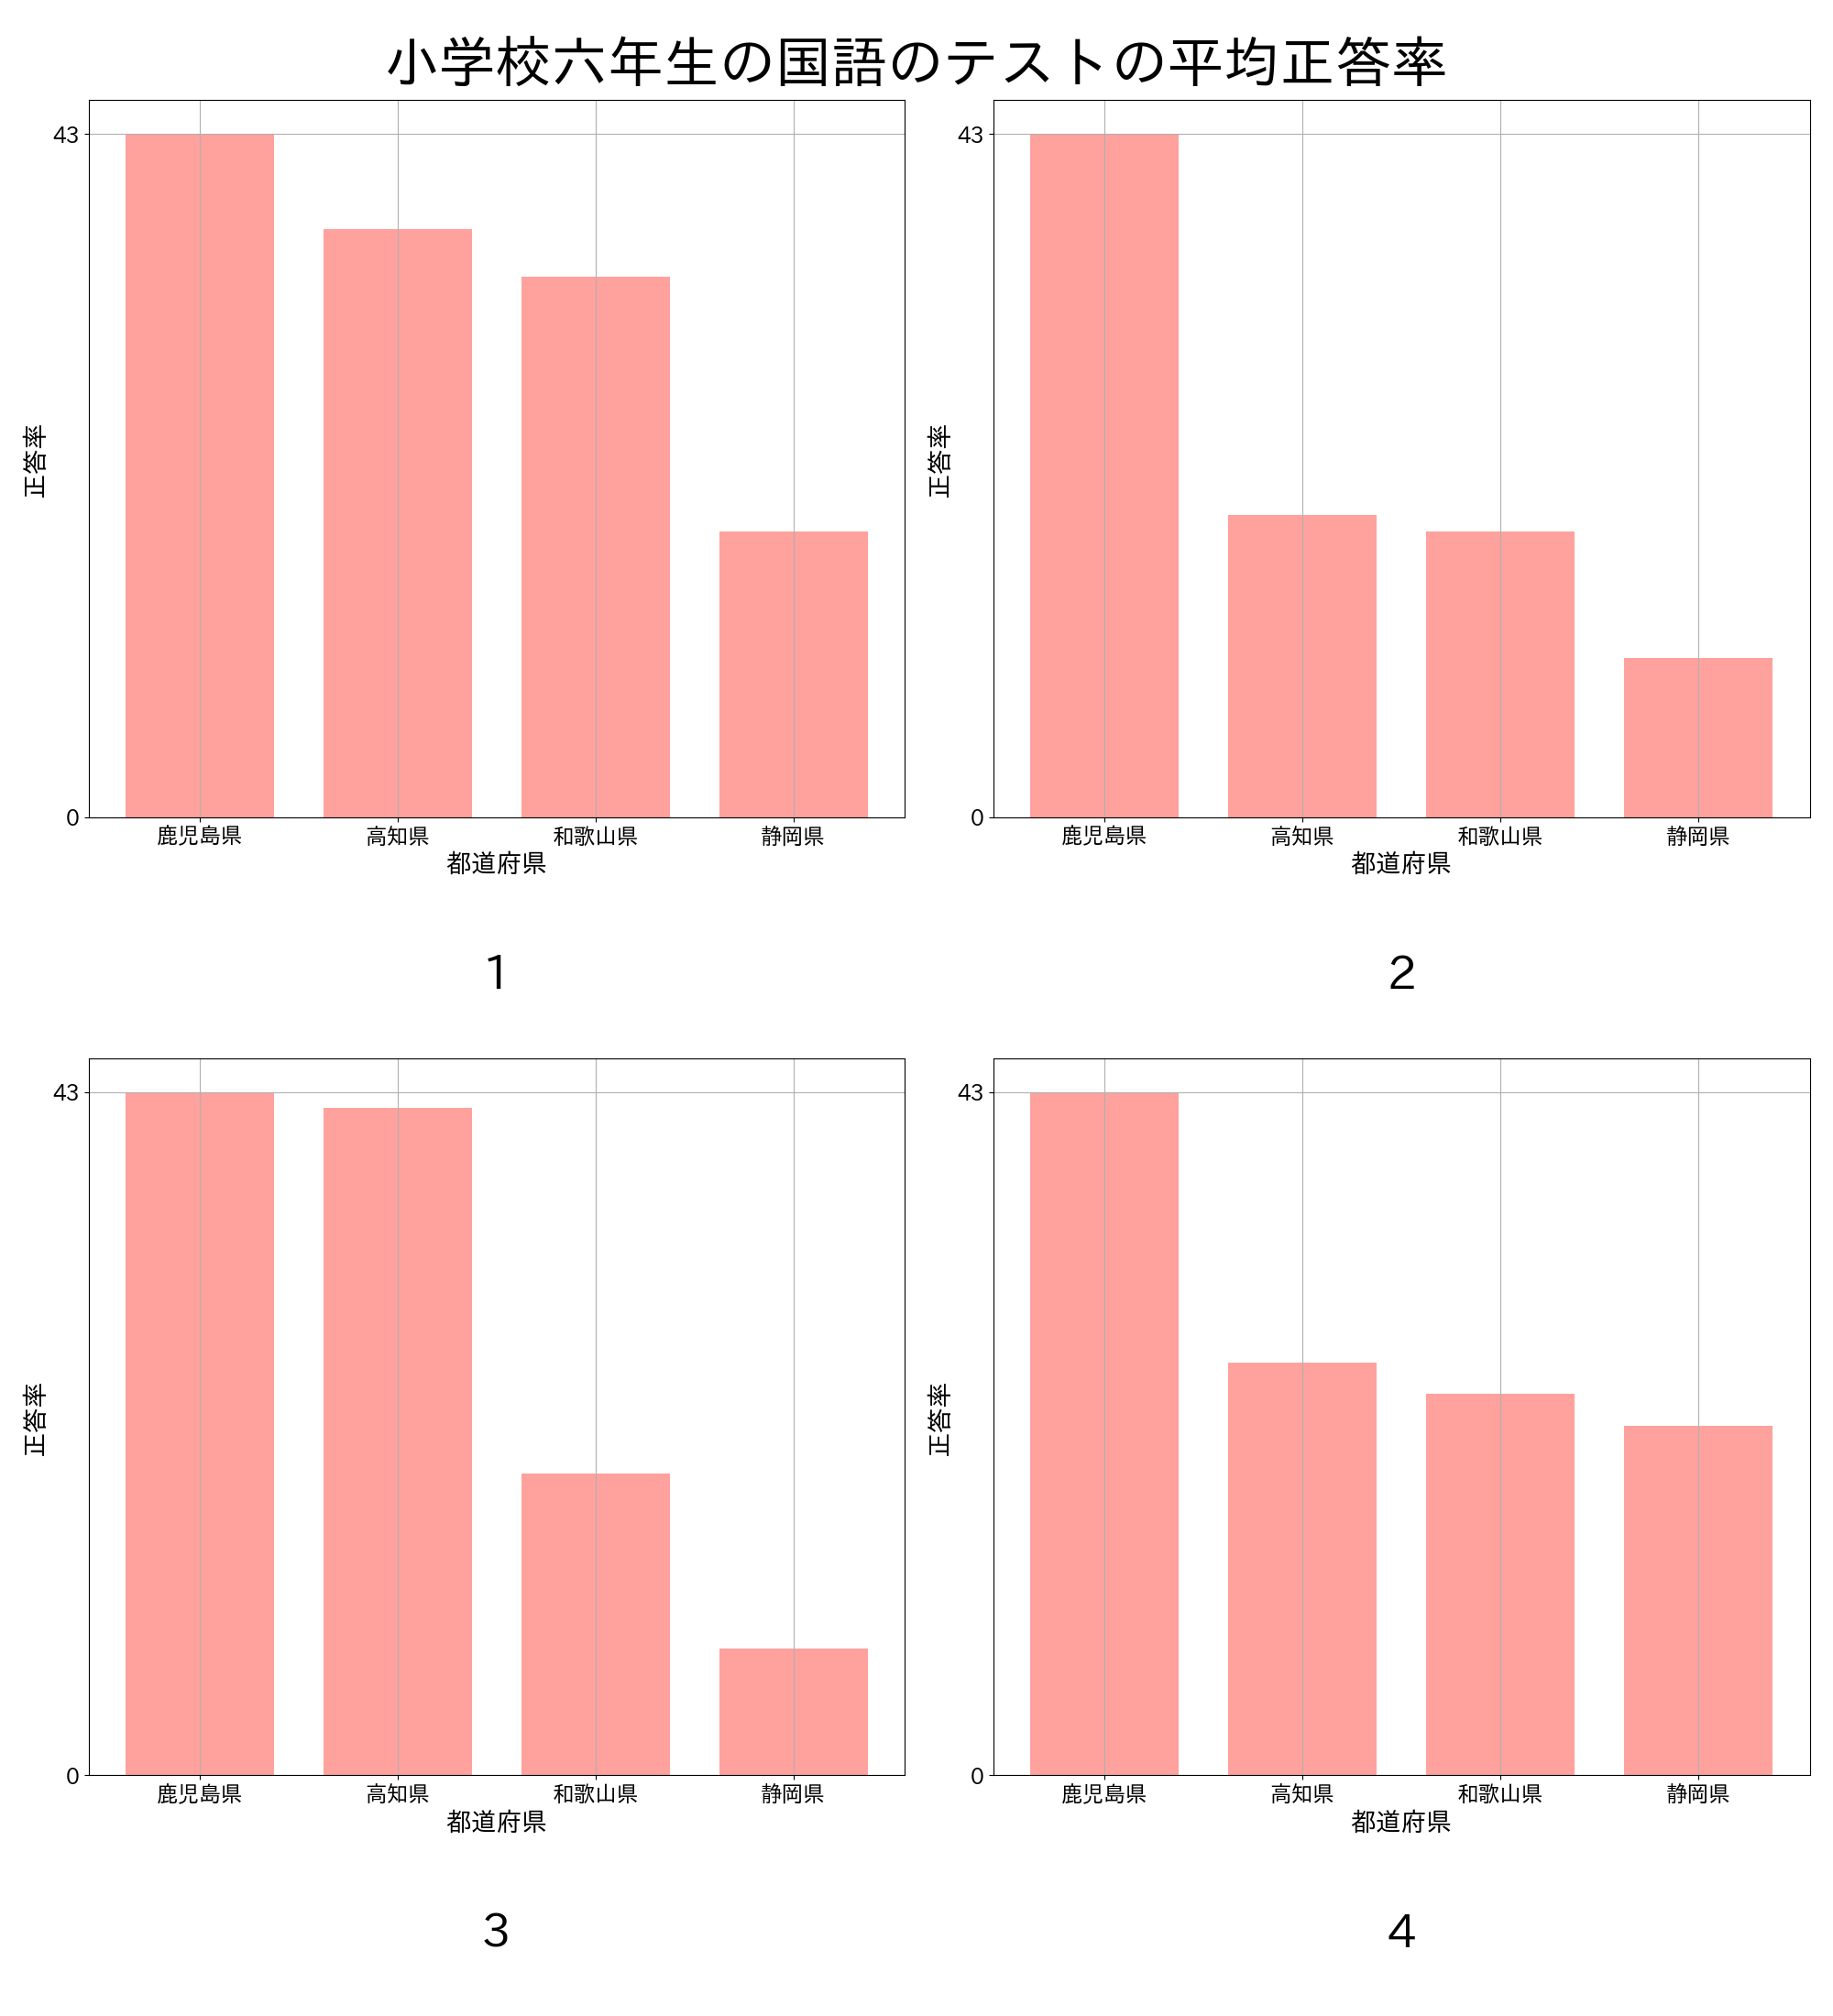 小学校六年生の国語のテストの平均正答率
43
0
正答率
鹿児島県 高知県 和歌山県 静岡県
都道府県
1
43
0
正答率
鹿児島県 高知県 和歌山県 静岡県
都道府県
2
43
0
正答率
鹿児島県 高知県 和歌山県 静岡県
都道府県
3
43
0
正答率
鹿児島県 高知県 和歌山県 静岡県
都道府県
4